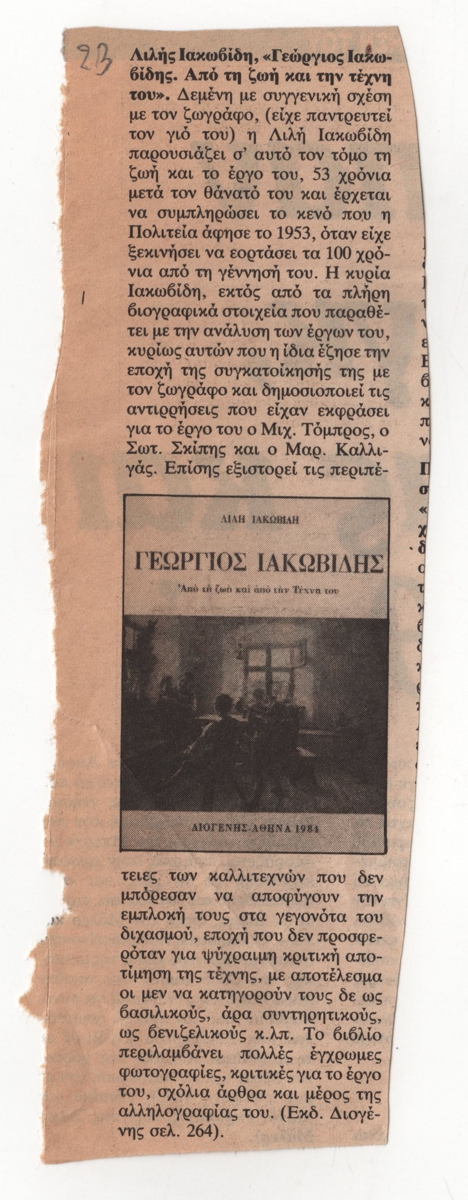 23
Λιλής Ιακωβίδη, «Γεώργιος Ιακω-
βίδης. Από τη ζωή και την τέχνη
του». Δεμένη με συγγενική σχέση
με τον ζωγράφο, (είχε παντρευτεί
τον γιό του) η Λιλή Ιακωβίδη
παρουσιάζει σ' αυτό τον τόμο τη
ζωή και το έργο του, 53 χρόνια
μετά τον θάνατό του και έρχεται
να συμπληρώσει το κενό που η
Πολιτεία άφησε το 1953, όταν είχε
ξεκινήσει να εορτάσει τα 100 χρό-
νια από τη γέννησή του. Η κυρία
Ιακωβίδη, εκτός από τα πλήρη
βιογραφικά στοιχεία που παραθέ-
τει με την ανάλυση των έργων του,
κυρίως αυτών που η ίδια έζησε την
εποχή της συγκατοίκησής της με
τον ζωγράφο και δημοσιοποιεί τις
αντιρρήσεις που είχαν εκφράσει
για το έργο του ο Μιχ. Τόμπρος, ο
Σωτ. Σκίπης και ο Μαρ. Καλλι-
γάς. Επίσης εξιστορεί τις περιπέ-
ΛΙΛΗ ΙΑΚΩΒΙΔΗ
ΓΕΩΡΓΙΟΣ ΙΑΚΩΒΙΔΗΣ
Ἀπὸ τὴ ζωὴ καὶ ἀπὸ τὴν Τέχνη του
ΔΙΟΓΕΝΗΣ ΑΘΗΝΑ 1984
τειες των καλλιτεχνών που δεν
μπόρεσαν να αποφύγουν την
εμπλοκή τους στα γεγονότα του
διχασμού, εποχή που δεν προσφε-
ρόταν για ψύχραιμη κριτική απο-
τίμηση της τέχνης, με αποτέλεσμα
οι μεν να κατηγορούν τους δε ως
βασιλικούς, άρα συντηρητικούς,
ως βενιζελικούς κ.λπ. Το βιβλίο
περιλαμβάνει πολλές έγχρωμες
φωτογραφίες, κριτικές για το έργο
του, σχόλια άρθρα και μέρος της
αλληλογραφίας του. (Εκδ. Διογέ-
νης σελ. 264).